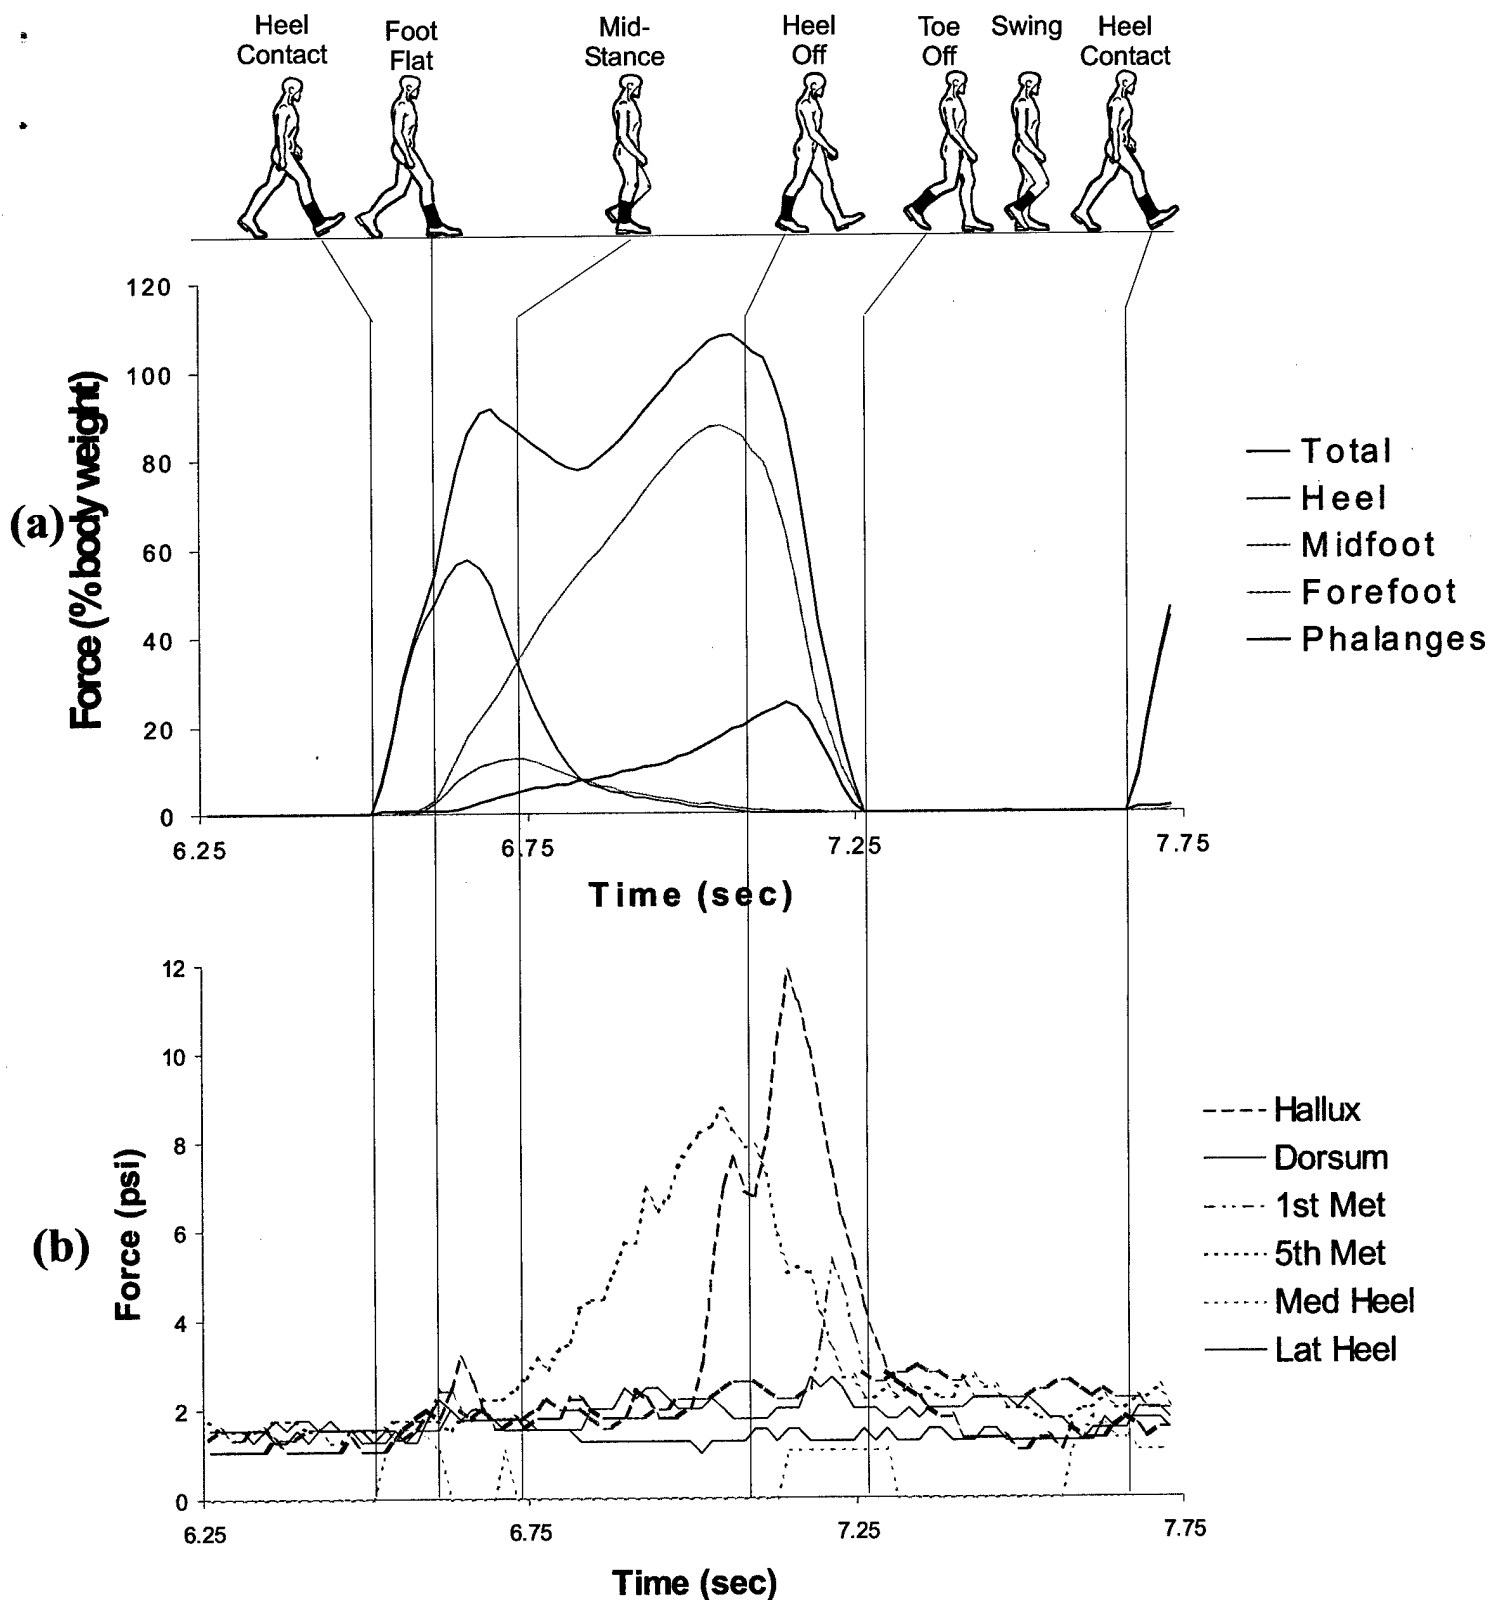 Heel
Contact
Foot
Flat
Mid-
Stance
Heel
Off
Toe
Off
Swing
Heel
Contact
120
100
80
60
40
20
0
(a)
Force (% body weight)
6.25
6.75
7.25
7.75
Time (sec)
Total
Heel
Midfoot
Forefoot
Phalanges
12
10
8
6
4
2
0
(b)
Force (psi)
6.25
6.75
7.25
7.75
Time (sec)
Hallux
Dorsum
1st Met
5th Met
Med Heel
Lat Heel